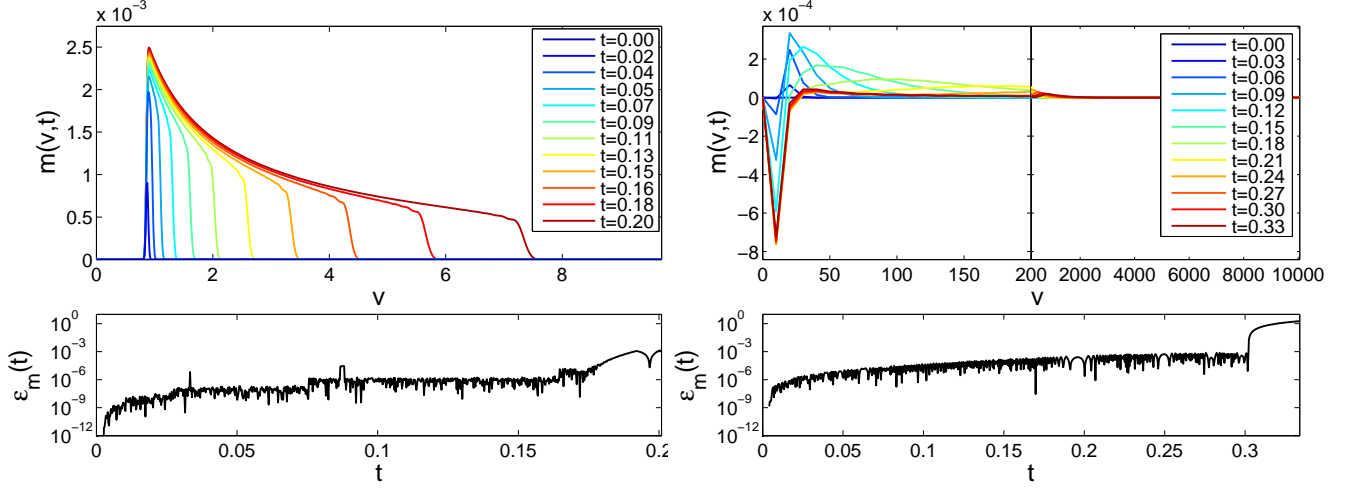 x 10⁻³
m(v,t)
2.5
2
1.5
1
0.5
0
0 2 4 6 8
v
t=0.00
t=0.02
t=0.04
t=0.05
t=0.07
t=0.09
t=0.11
t=0.13
t=0.15
t=0.16
t=0.18
t=0.20
x 10⁻⁴
m(v,t)
2
0
−2
−4
−6
−8
0 50 100 150 200 2000 4000 6000 8000 10000
v
t=0.00
t=0.03
t=0.06
t=0.09
t=0.12
t=0.15
t=0.18
t=0.21
t=0.24
t=0.27
t=0.30
t=0.33
ε_m(t)
10⁰
10⁻³
10⁻⁶
10⁻⁹
10⁻¹²
0 0.05 0.1 0.15 0.2
t
ε_m(t)
10⁰
10⁻³
10⁻⁶
10⁻⁹
10⁻¹²
0 0.05 0.1 0.15 0.2 0.25 0.3
t